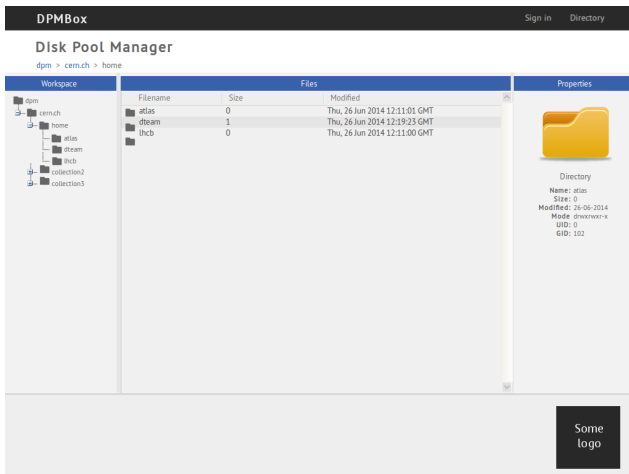 DPMBox
Sign in Directory
Disk Pool Manager
dpm > cern.ch > home
Workspace
dpm
cern.ch
home
atlas
dteam
lhcb
collection2
collection3
Files
Filename Size Modified
atlas 0 Thu, 26 Jun 2014 12:11:01 GMT
dteam 1 Thu, 26 Jun 2014 12:19:23 GMT
lhcb 0 Thu, 26 Jun 2014 12:11:00 GMT
Properties
Directory
Name: atlas
Size: 0
Modified: 26-06-2014
Mode drwxrwxr-x
UID: 0
GID: 102
Some
logo